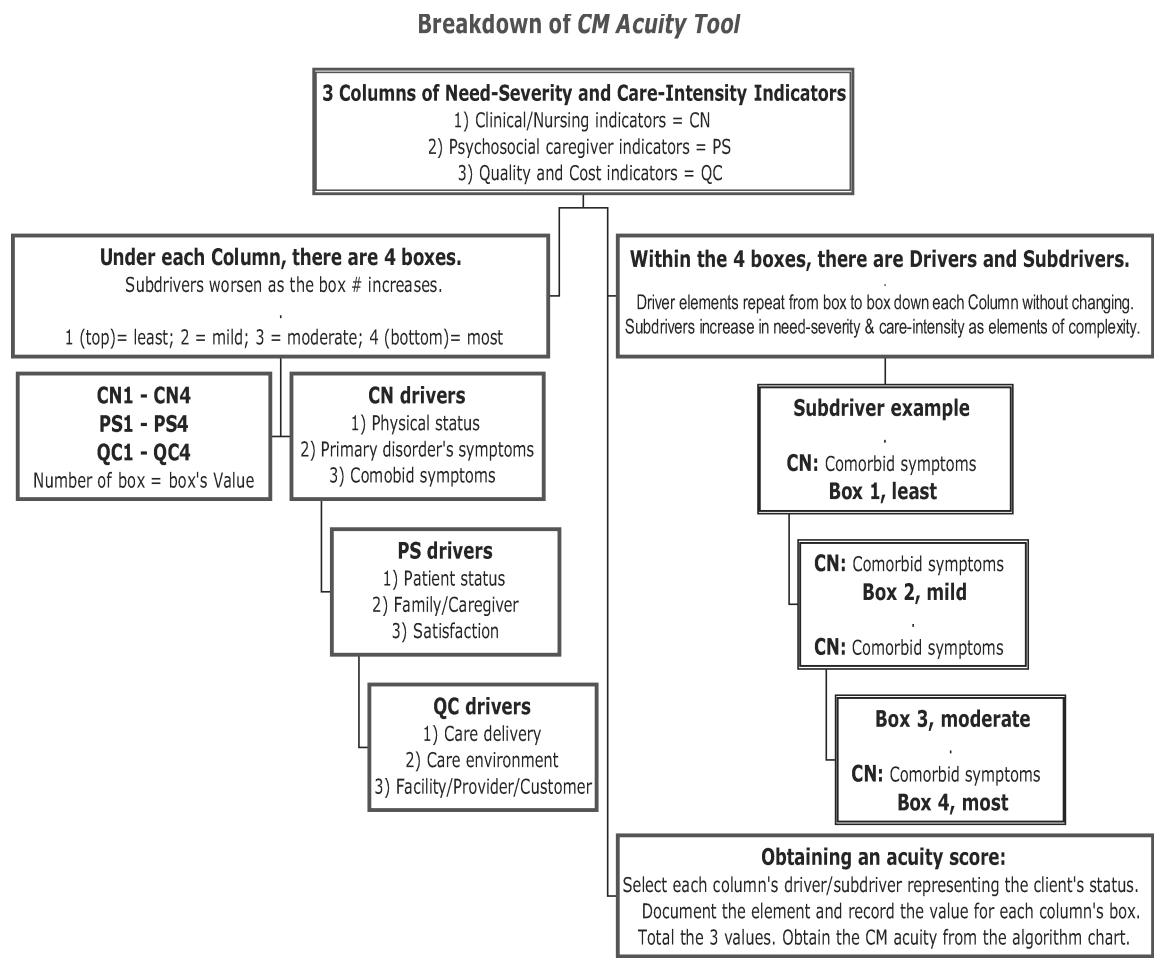 Breakdown of CM Acuity Tool
3 Columns of Need-Severity and Care-Intensity Indicators
1) Clinical/Nursing indicators = CN
2) Psychosocial caregiver indicators = PS
3) Quality and Cost indicators = QC
Under each Column, there are 4 boxes.
Subdrivers worsen as the box # increases.
.
1 (top)= least; 2 = mild; 3 = moderate; 4 (bottom)= most
CN1 - CN4
PS1 - PS4
QC1 - QC4
Number of box = box's Value
CN drivers
1) Physical status
2) Primary disorder's symptoms
3) Comobid symptoms
PS drivers
1) Patient status
2) Family/Caregiver
3) Satisfaction
QC drivers
1) Care delivery
2) Care environment
3) Facility/Provider/Customer
Within the 4 boxes, there are Drivers and Subdrivers.
.
Driver elements repeat from box to box down each Column without changing.
Subdrivers increase in need-severity & care-intensity as elements of complexity.
Subdriver example
.
CN: Comorbid symptoms
Box 1, least
CN: Comorbid symptoms
Box 2, mild
.
CN: Comorbid symptoms
Box 3, moderate
.
CN: Comorbid symptoms
Box 4, most
Obtaining an acuity score:
Select each column's driver/subdriver representing the client's status.
Document the element and record the value for each column's box.
Total the 3 values. Obtain the CM acuity from the algorithm chart.